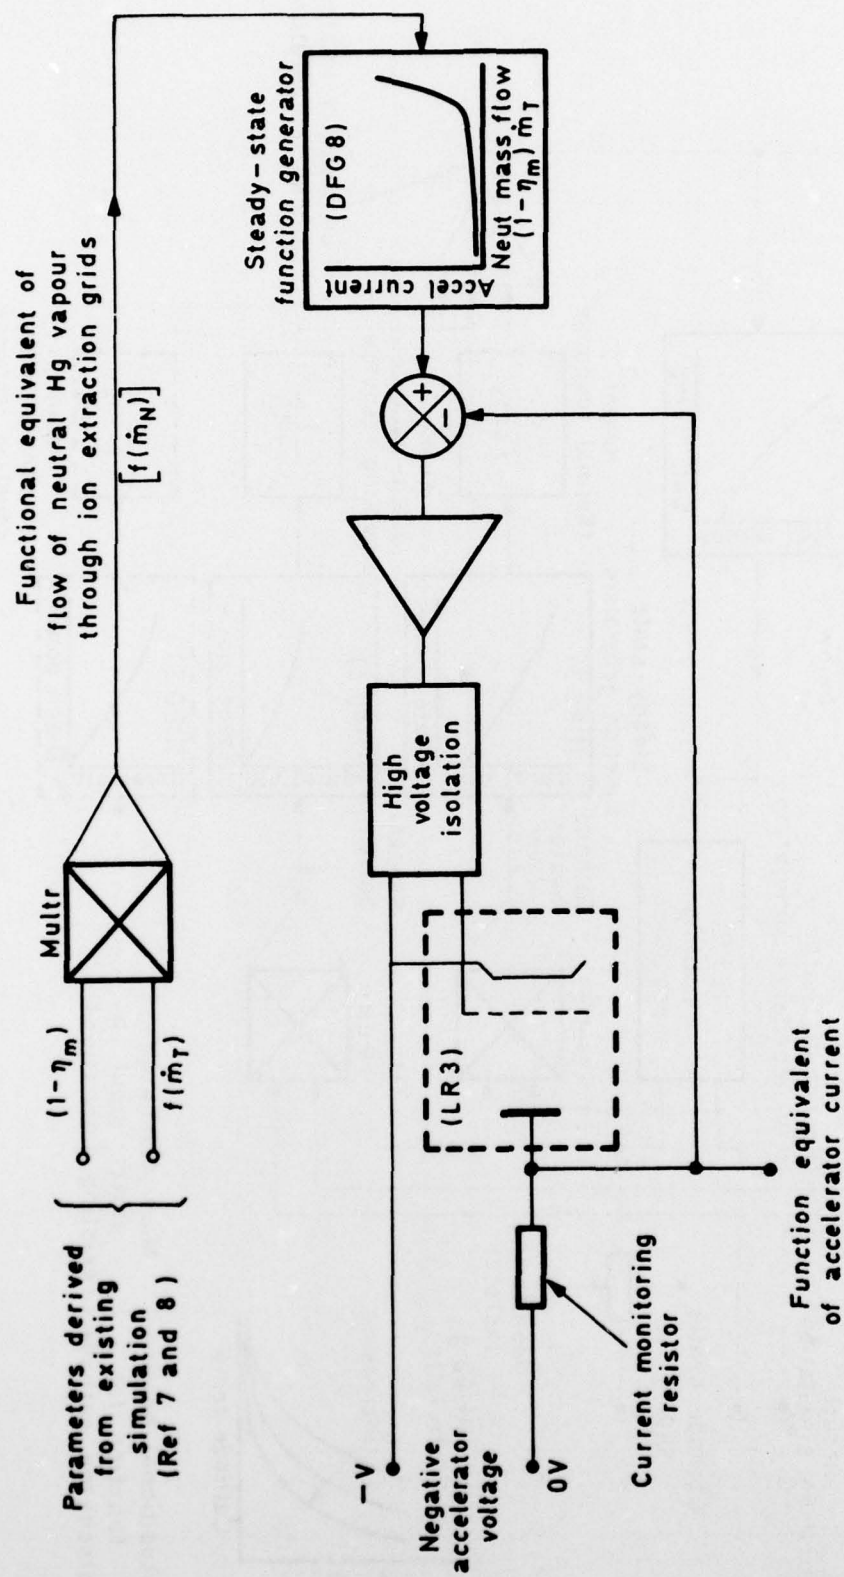 Parameters derived
from existing
simulation
(Ref 7 and 8)
(1-ηm)
f(ṁT)
Multr
Functional equivalent of
flow of neutral Hg vapour
through ion extraction grids
[f(ṁN)]
Steady-state
function generator
(DFG8)
Accel current
Neut mass flow
(1-ηm) ṁT
+
-
High
voltage
isolation
(LR3)
-V
Negative
accelerator
voltage
0V
Current monitoring
resistor
Function equivalent
of accelerator current